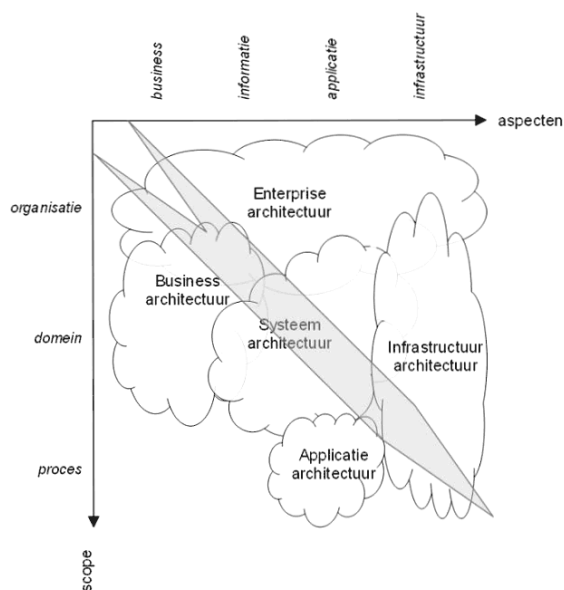 business
informatie
applicatie
infrastructuur
aspecten
organisatie
Enterprise
architectuur
Business
architectuur
domein
Systeem
architectuur
Infrastructuur
architectuur
proces
Applicatie
architectuur
scope